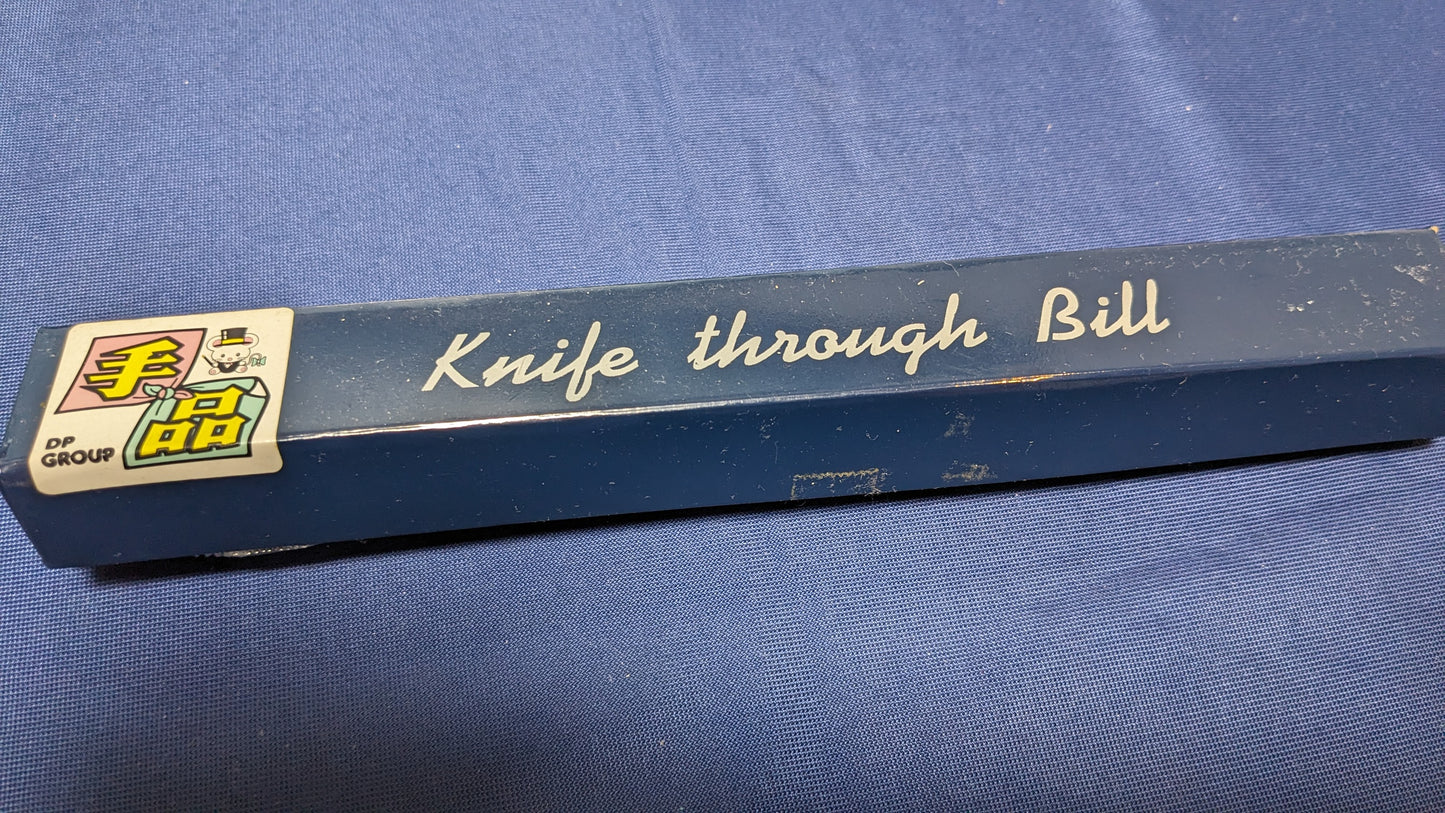 手品
DP
GROUP
Knife through Bill